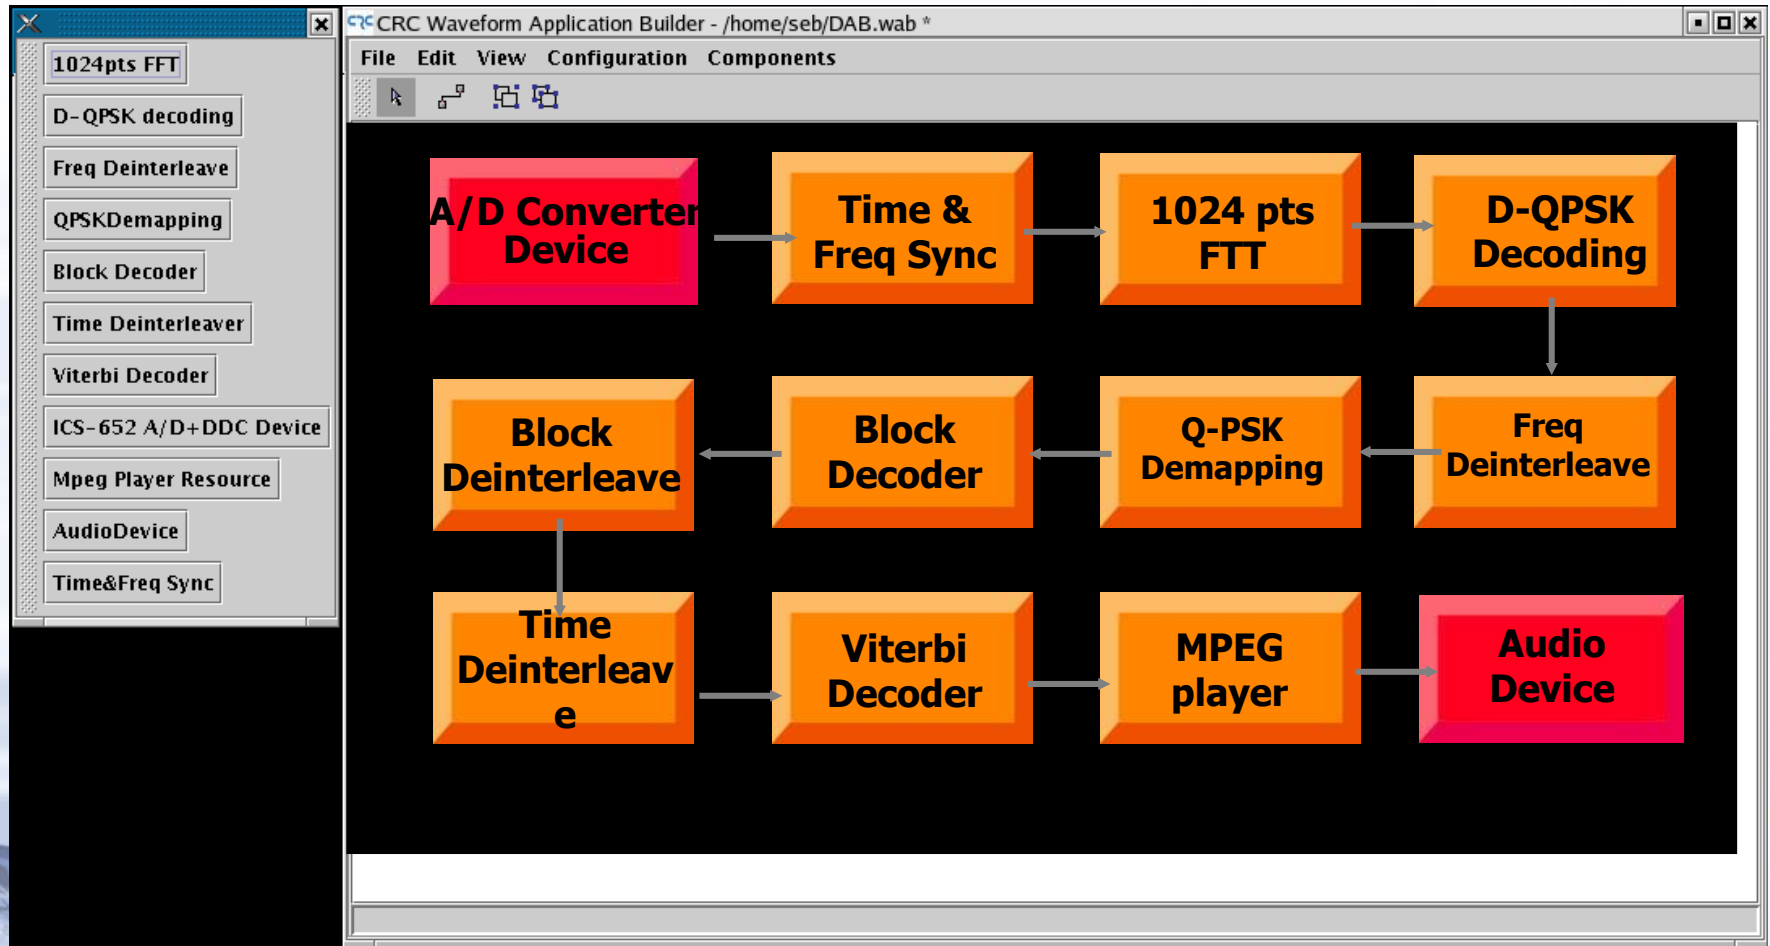 1024pts FFT
D-QPSK decoding
Freq Deinterleave
QPSKDemapping
Block Decoder
Time Deinterleaver
Viterbi Decoder
ICS-652 A/D+DDC Device
Mpeg Player Resource
AudioDevice
Time&Freq Sync
CRC CRC Waveform Application Builder - /home/seb/DAB.wab *
File Edit View Configuration Components
A/D Converter
Device
Time &
Freq Sync
1024 pts
FTT
D-QPSK
Decoding
Block
Deinterleave
Block
Decoder
Q-PSK
Demapping
Freq
Deinterleave
Time
Deinterleav
e
Viterbi
Decoder
MPEG
player
Audio
Device